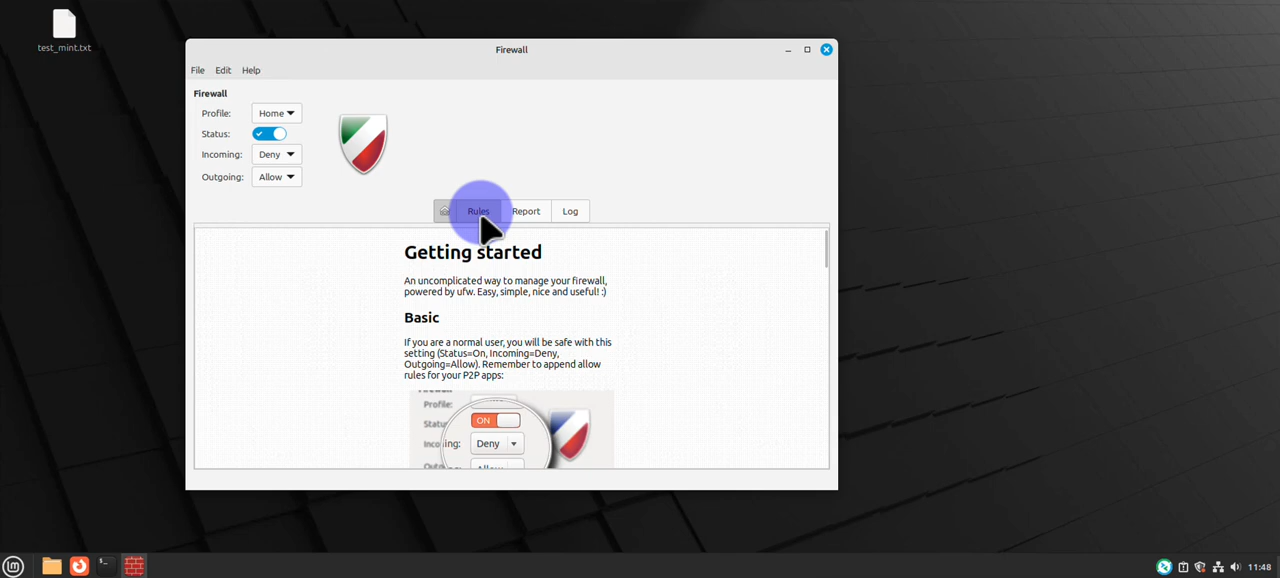 test_mint.txt
Firewall
File Edit Help
Firewall
Profile: Home
Status:
Incoming: Deny
Outgoing: Allow
Rules Report Log
Getting started
An uncomplicated way to manage your firewall,
powered by ufw. Easy, simple, nice and useful! :)
Basic
If you are a normal user, you will be safe with this
setting (Status=On, Incoming=Deny,
Outgoing=Allow). Remember to append allow
rules for your P2P apps:
Profile:
ON
Deny
11:48